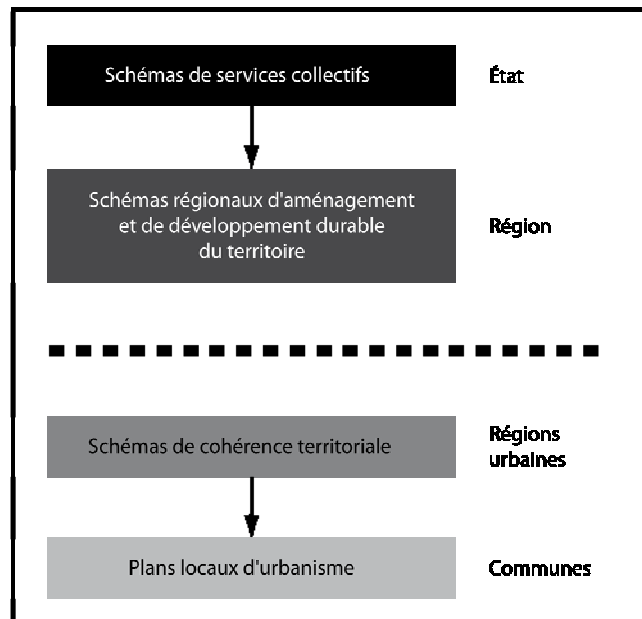 Schémas de services collectifs
État
Schémas régionaux d'aménagement
et de développement durable
du territoire
Région
Schémas de cohérence territoriale
Régions
urbaines
Plans locaux d'urbanisme
Communes